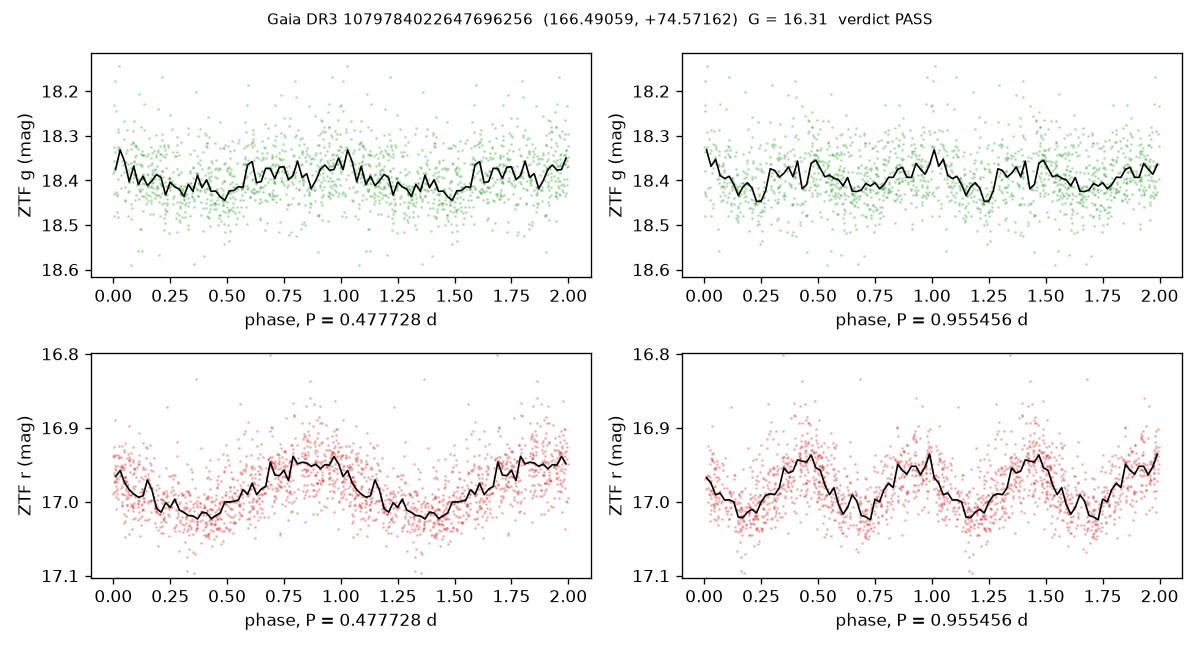 Gaia DR3 1079784022647696256 (166.49059, +74.57162) G = 16.31 verdict PASS
ZTF g (mag)
18.2
18.3
18.4
18.5
18.6
0.00 0.25 0.50 0.75 1.00 1.25 1.50 1.75 2.00
phase, P = 0.477728 d
ZTF g (mag)
18.2
18.3
18.4
18.5
18.6
0.00 0.25 0.50 0.75 1.00 1.25 1.50 1.75 2.00
phase, P = 0.955456 d
ZTF r (mag)
16.8
16.9
17.0
17.1
0.00 0.25 0.50 0.75 1.00 1.25 1.50 1.75 2.00
phase, P = 0.477728 d
ZTF r (mag)
16.8
16.9
17.0
17.1
0.00 0.25 0.50 0.75 1.00 1.25 1.50 1.75 2.00
phase, P = 0.955456 d